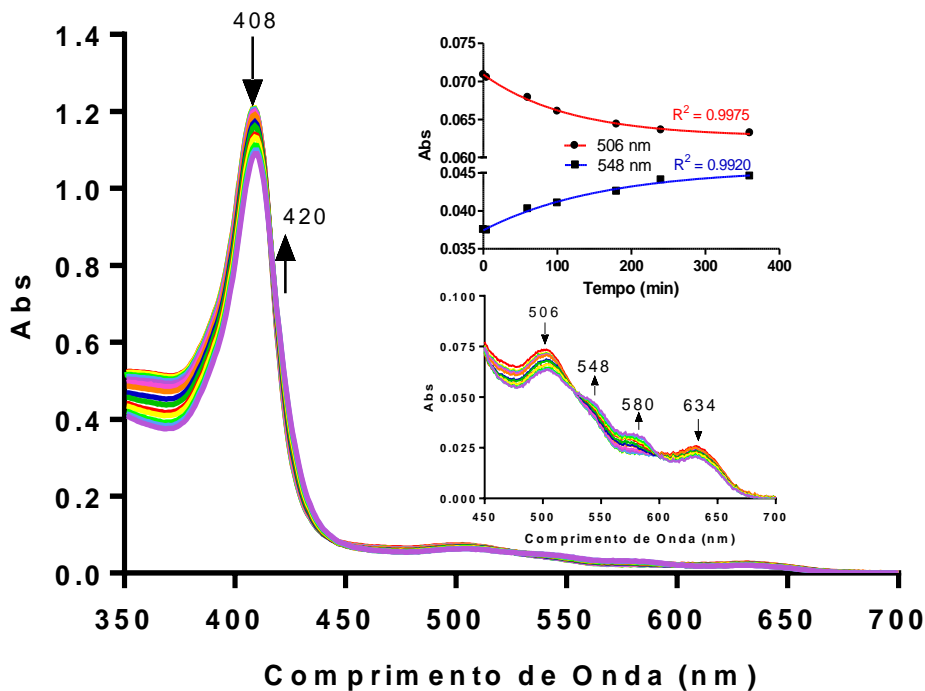 408
420
1.4
1.2
1.0
0.8
0.6
0.4
0.2
0.0
Abs
350 400 450 500 550 600 650 700
Comprimento de Onda (nm)
0.075
0.070
0.065
0.060
0.045
0.040
0.035
Abs
R² = 0.9975
506 nm
548 nm
R² = 0.9920
0 100 200 300 400
Tempo (min)
0.100
0.075
0.050
0.025
0.000
Abs
506
548
580
634
450 500 550 600 650 700
Comprimento de Onda (nm)